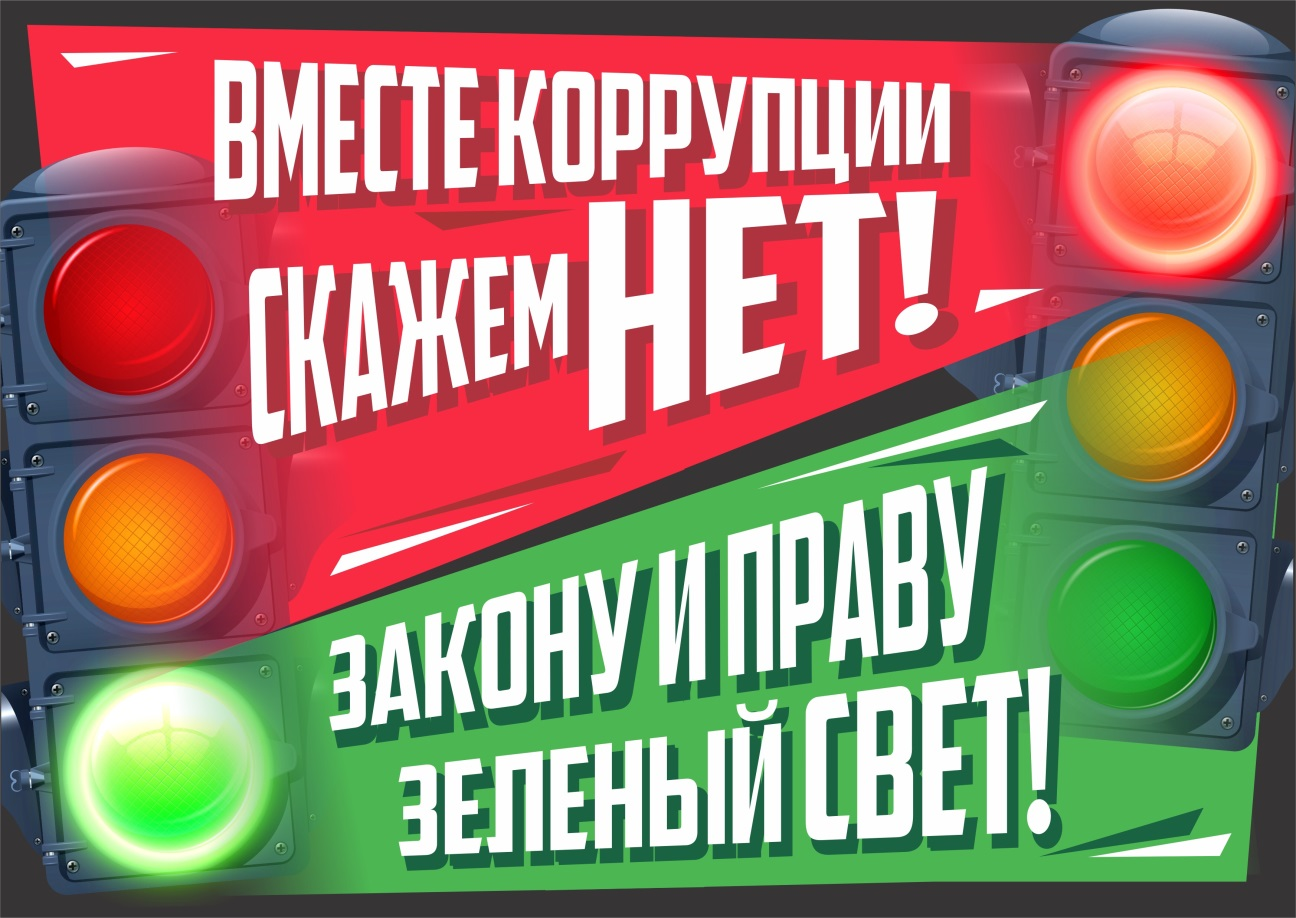 ВМЕСТЕ КОРРУПЦИИ
СКАЖЕМ НЕТ!
ЗАКОНУ И ПРАВУ
ЗЕЛЕНЫЙ СВЕТ!